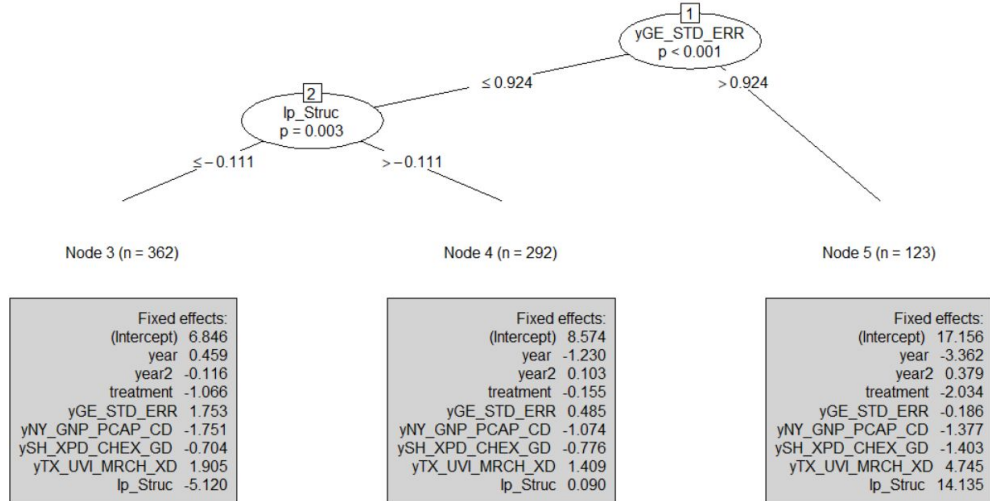 1
yGE_STD_ERR
p < 0.001
≤ 0.924
> 0.924
2
lp_Struc
p = 0.003
≤ −0.111
> −0.111
Node 3 (n = 362)
Node 4 (n = 292)
Node 5 (n = 123)
Fixed effects:
(Intercept) 6.846
year 0.459
year2 -0.116
treatment -1.066
yGE_STD_ERR 1.753
yNY_GNP_PCAP_CD -1.751
ySH_XPD_CHEX_GD -0.704
yTX_UVI_MRCH_XD 1.905
lp_Struc -5.120
Fixed effects:
(Intercept) 8.574
year -1.230
year2 0.103
treatment -0.155
yGE_STD_ERR 0.485
yNY_GNP_PCAP_CD -1.074
ySH_XPD_CHEX_GD -0.776
yTX_UVI_MRCH_XD 1.409
lp_Struc 0.090
Fixed effects:
(Intercept) 17.156
year -3.362
year2 0.379
treatment -2.034
yGE_STD_ERR -0.186
yNY_GNP_PCAP_CD -1.377
ySH_XPD_CHEX_GD -1.403
yTX_UVI_MRCH_XD 4.745
lp_Struc 14.135